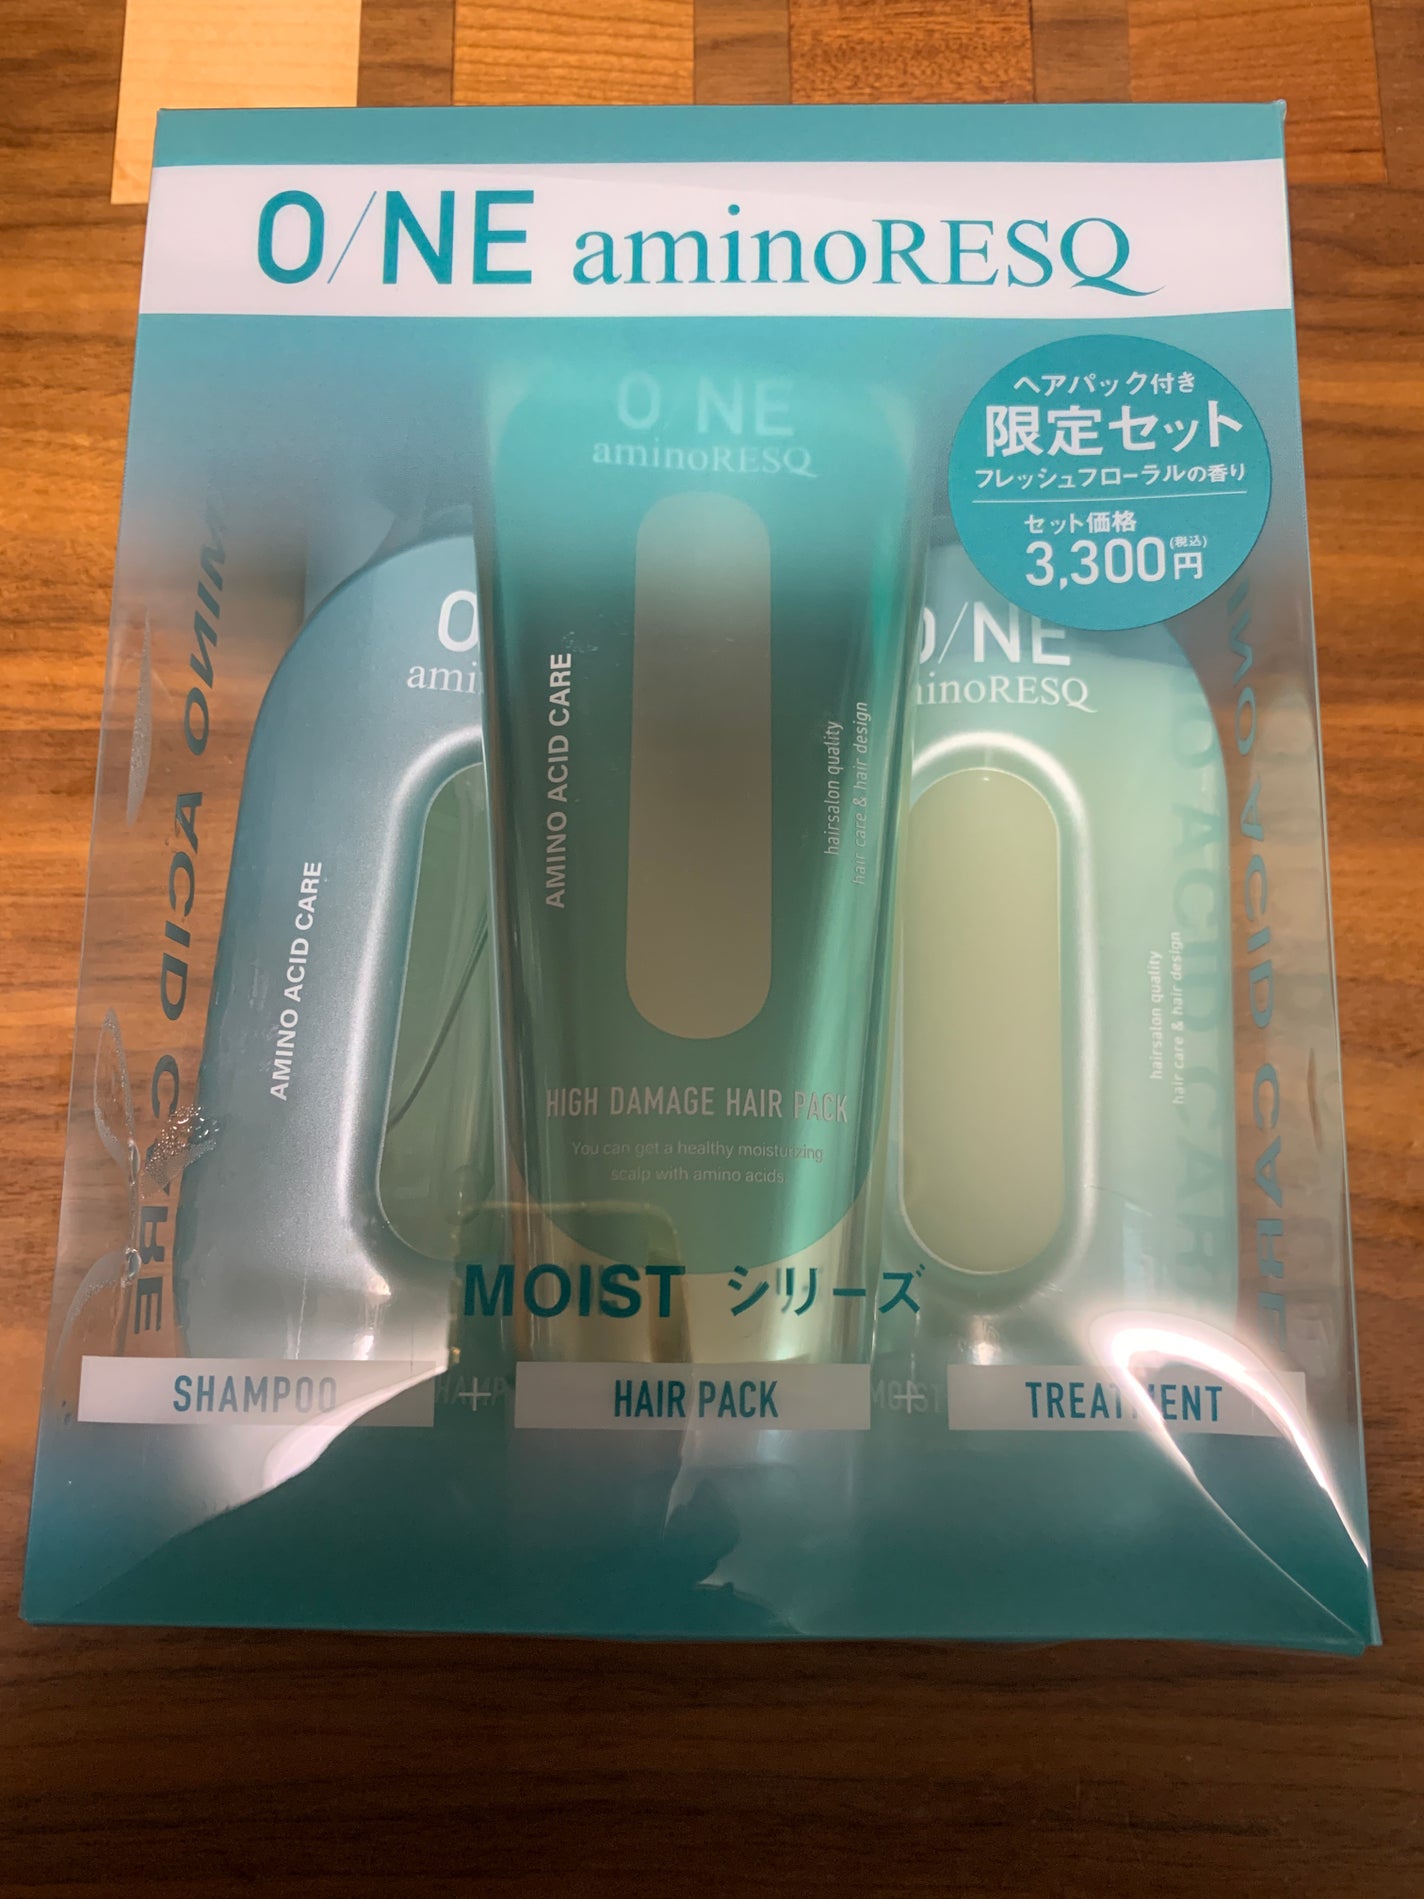 O/NE aminoRESQ
ヘアパック付き
限定セット
フレッシュフローラルの香り
セット価格
3,300円(税込)
O/NE
aminoRESQ
AMINO ACID CARE
hairsalon quality
hair care & hair design
HIGH DAMAGE HAIR PACK
You can get a healthy moisturizing
scalp with amino acids.
AMINO ACID CARE
O/NE
aminoRESQ
hairsalon quality
hair care & hair design
AMINO ACID CARE
AMINO ACID CARE
MOIST シリーズ
SHAMPOO + HAIR PACK + TREATMENT